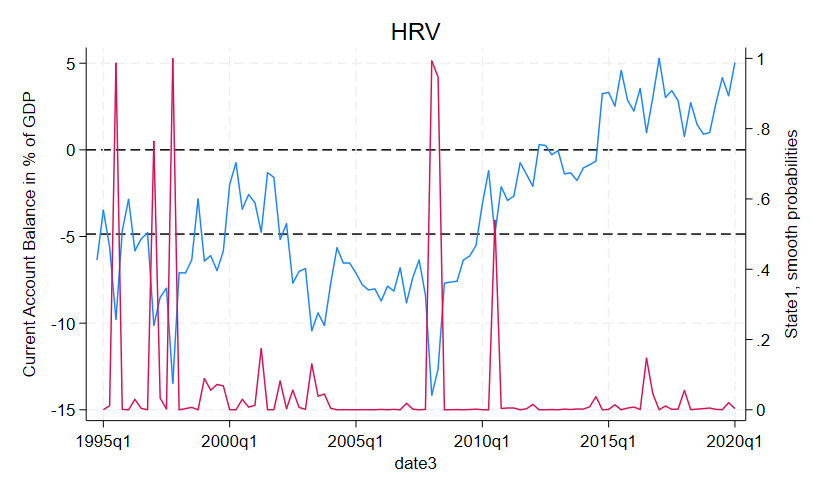 HRV
Current Account Balance in % of GDP
5
0
-5
-10
-15
State1, smooth probabilities
1
.8
.6
.4
.2
0
1995q1 2000q1 2005q1 2010q1 2015q1 2020q1
date3